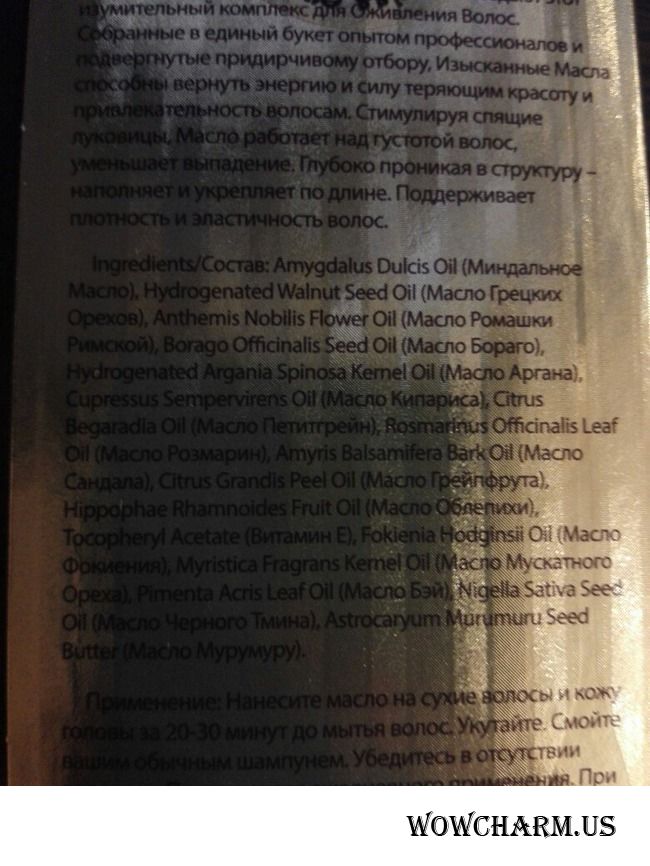 изумительный комплекс для Оживления Волос.
Собранные в единый букет опытом профессионалов и
подвергнутые придирчивому отбору, Изысканные Масла
способны вернуть энергию и силу теряющим красоту и
привлекательность волосам. Стимулируя спящие
луковицы, Масло работает над густотой волос,
уменьшает выпадение. Глубоко проникая в структуру –
наполняет и укрепляет по длине. Поддерживает
плотность и эластичность волос.
Ingredients/Состав: Amygdalus Dulcis Oil (Миндальное
Масло), Hydrogenated Walnut Seed Oil (Масло Грецких
Орехов), Anthemis Nobilis Flower Oil (Масло Ромашки
Римской), Borago Officinalis Seed Oil (Масло Бораго),
Hydrogenated Argania Spinosa Kernel Oil (Масло Аргана),
Cupressus Sempervirens Oil (Масло Кипариса), Citrus
Begaradia Oil (Масло Петитгрейн), Rosmarinus Officinalis Leaf
Oil (Масло Розмарин), Amyris Balsamifera Bark Oil (Масло
Сандала), Citrus Grandis Peel Oil (Масло Грейпфрута),
Hippophae Rhamnoides Fruit Oil (Масло Облепихи),
Tocopheryl Acetate (Витамин Е), Fokienia Hodginsii Oil (Масло
Фокиения), Myristica Fragrans Kernel Oil (Масло Мускатного
Ореха), Pimenta Acris Leaf Oil (Масло Бэй), Nigella Sativa Seed
Oil (Масло Черного Тмина), Astrocaryum Murumuru Seed
Butter (Масло Мурумуру).
Применение: Нанесите масло на сухие волосы и кожу
головы за 20-30 минут до мытья волос. Укутайте. Смойте
вашим обычным шампунем. Убедитесь в отсутствии
применения. При
WOWCHARM.US